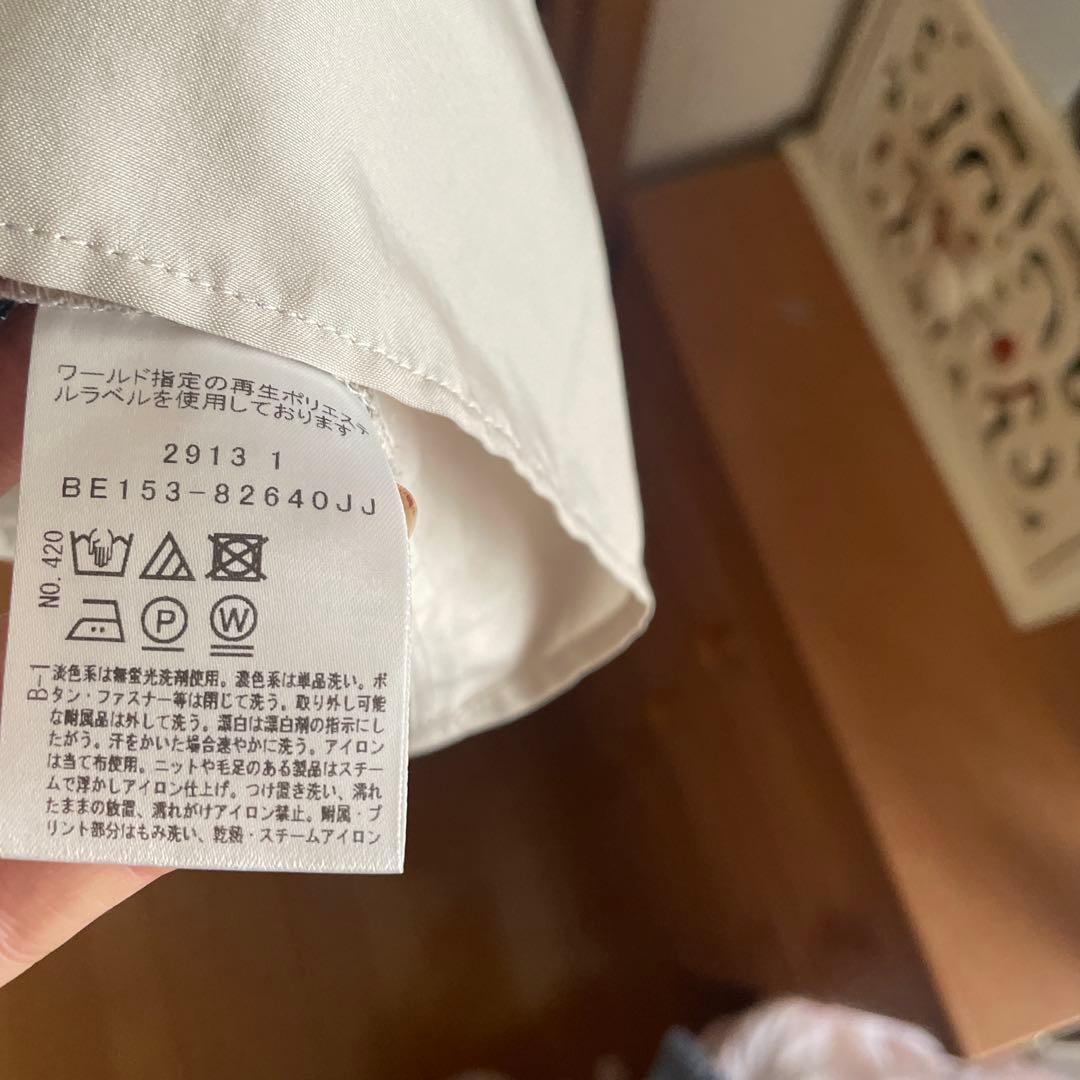 ワールド指定の再生ポリエステ
ルラベルを使用しております
2913 1
BE153-82640JJ
NO.420
P
W
B-1
淡色系は無蛍光洗剤使用。濃色系は単品洗い。ボ
タン・ファスナー等は閉じて洗う。取り外し可能
な附属品は外して洗う。漂白は漂白剤の指示にし
たがう。汗をかいた場合速やかに洗う。アイロン
は当て布使用。ニットや毛足のある製品はスチー
ムで浮かしアイロン仕上げ。つけ置き洗い、濡れ
たままの放置、濡れがけアイロン禁止。附属・プ
リント部分はもみ洗い、乾熱・スチームアイロン